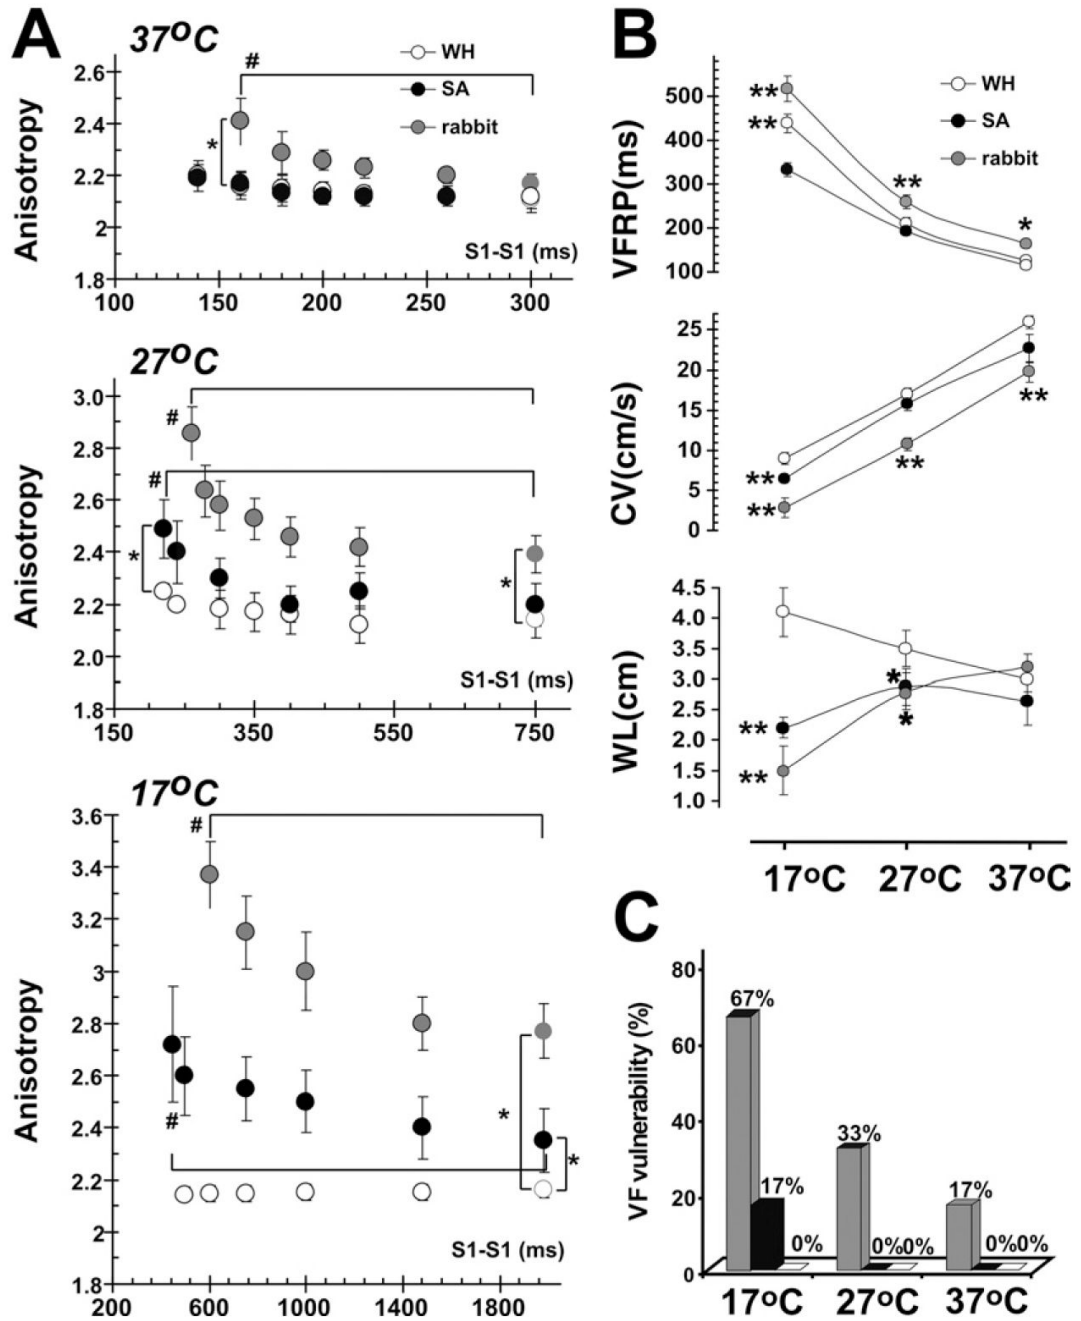 A
37°C
WH
SA
rabbit
#
*
Anisotropy
2.6
2.4
2.2
2
1.8
S1-S1 (ms)
100 150 200 250 300
27°C
#
#
*
*
Anisotropy
3.0
2.8
2.6
2.4
2.2
2.0
1.8
S1-S1 (ms)
150 350 550 750
17°C
#
#
*
*
Anisotropy
3.6
3.4
3.2
3
2.8
2.6
2.4
2.2
2
1.8
S1-S1 (ms)
200 600 1000 1400 1800
B
WH
SA
rabbit
VFRP(ms)
500
400
300
200
100
**
**
**
*
CV(cm/s)
25
20
15
10
5
0
**
**
**
**
WL(cm)
4.5
4.0
3.5
3.0
2.5
2.0
1.5
1.0
**
**
*
*
17°C 27°C 37°C
C
VF vulnerability (%)
80
60
40
20
0
67%
17%
0%
33%
0%0%
17%
0%0%
17°C 27°C 37°C